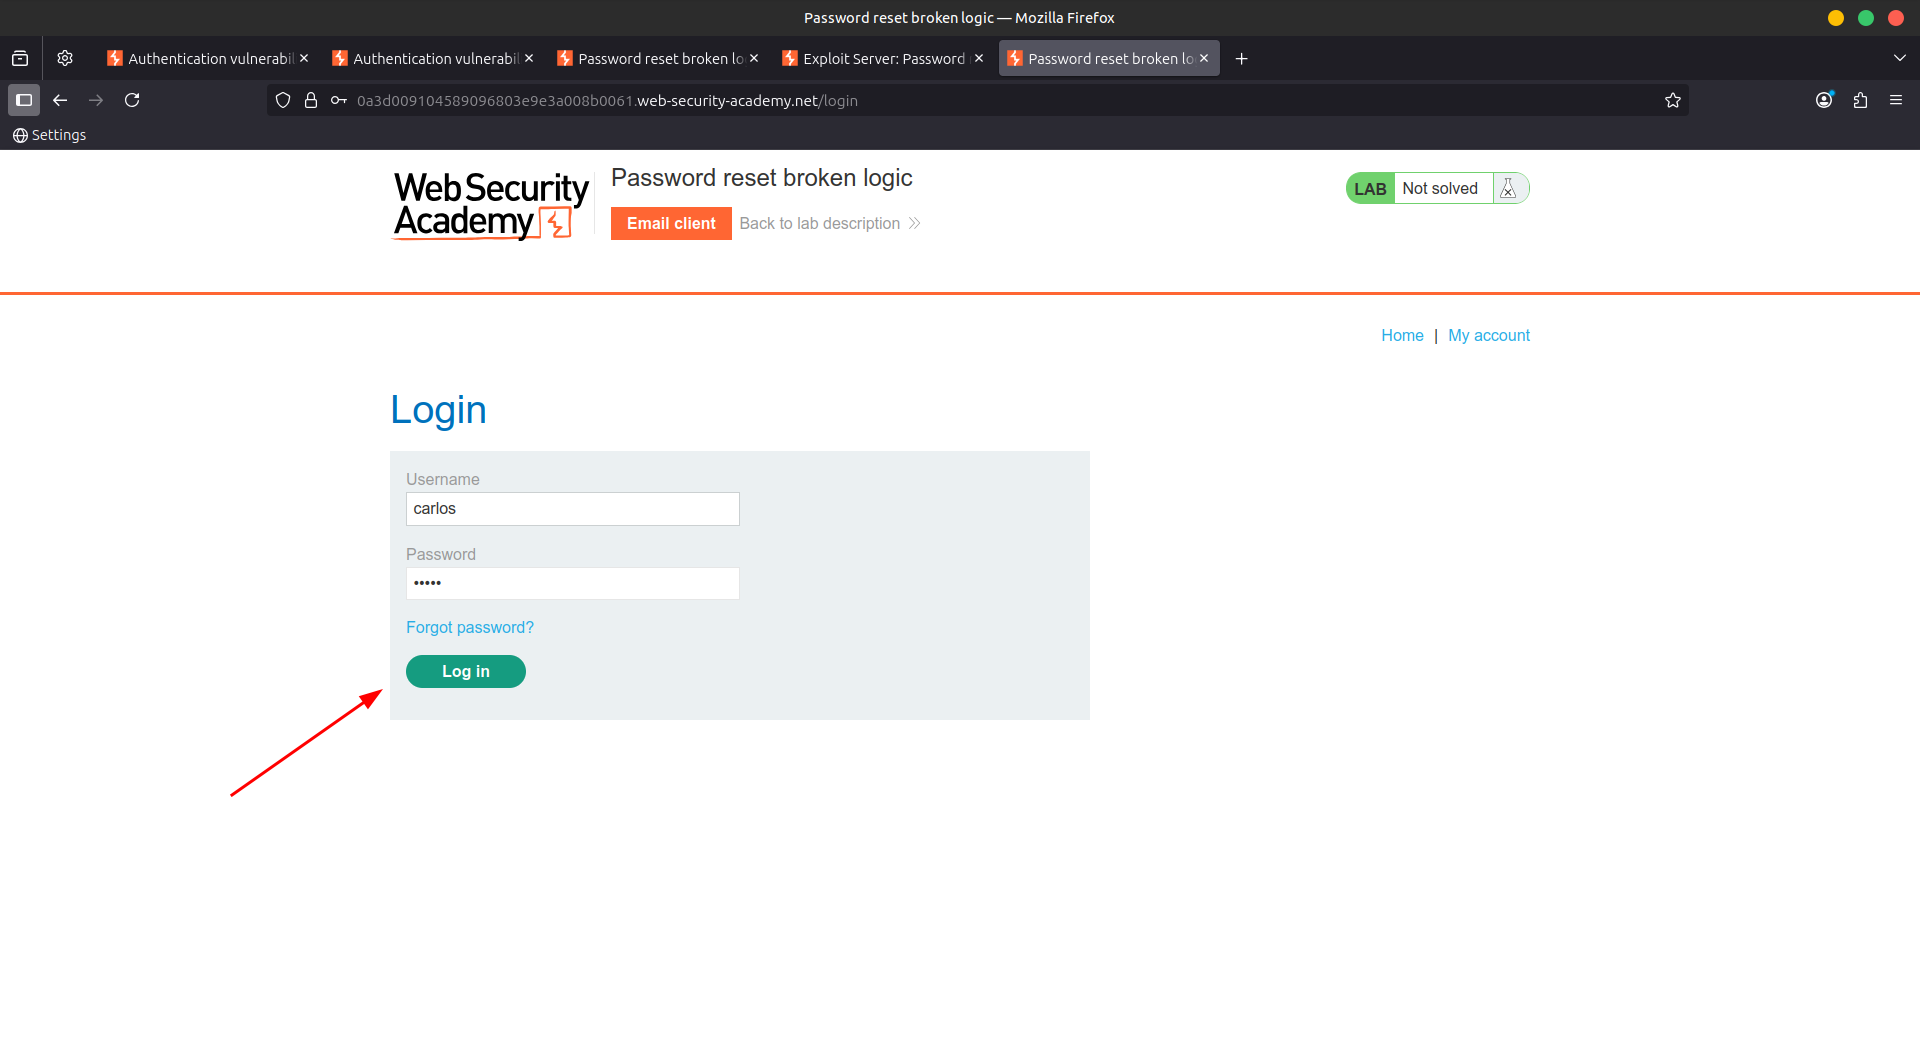 Password reset broken logic — Mozilla Firefox
Authentication vulnerabil
Authentication vulnerabil
Password reset broken lo
Exploit Server: Password
Password reset broken lo
0a3d009104589096803e9e3a008b0061.web-security-academy.net/login
Settings
Web Security
Academy
Password reset broken logic
Email client
Back to lab description
LAB
Not solved
Home | My account
Login
Username
carlos
Password
•••••
Forgot password?
Log in